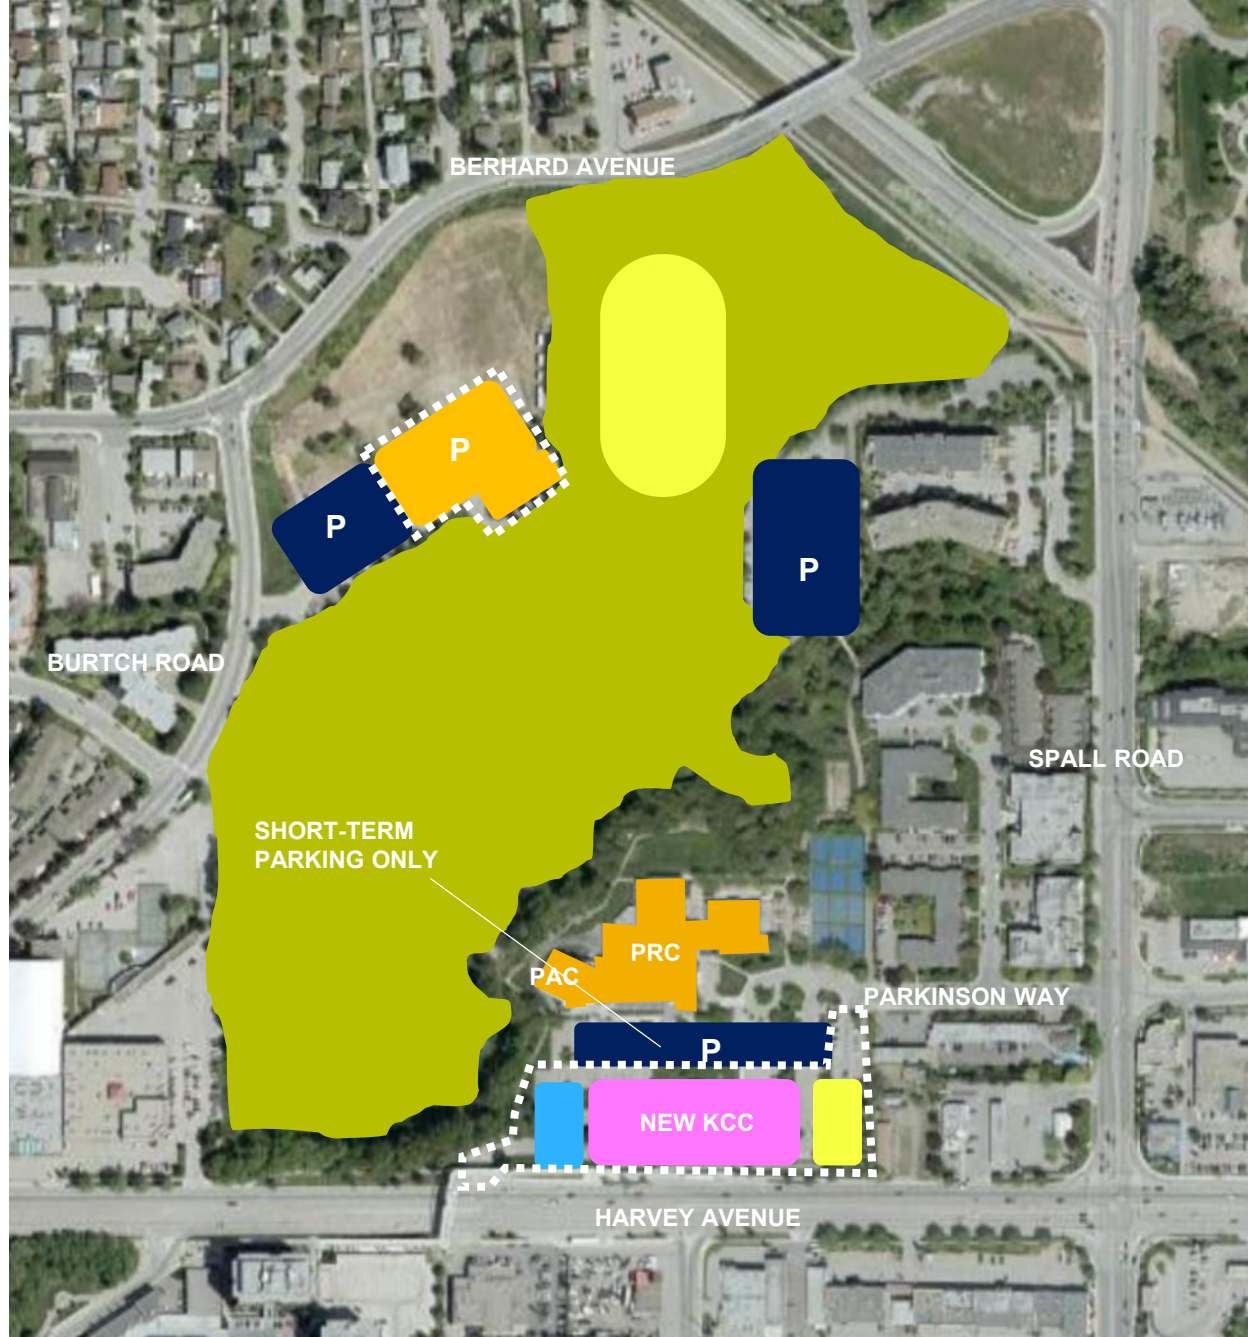 BERHARD AVENUE
P
P
P
BURTCH ROAD
SPALL ROAD
SHORT-TERM
PARKING ONLY
PRC
PAC
PARKINSON WAY
P
NEW KCC
HARVEY AVENUE